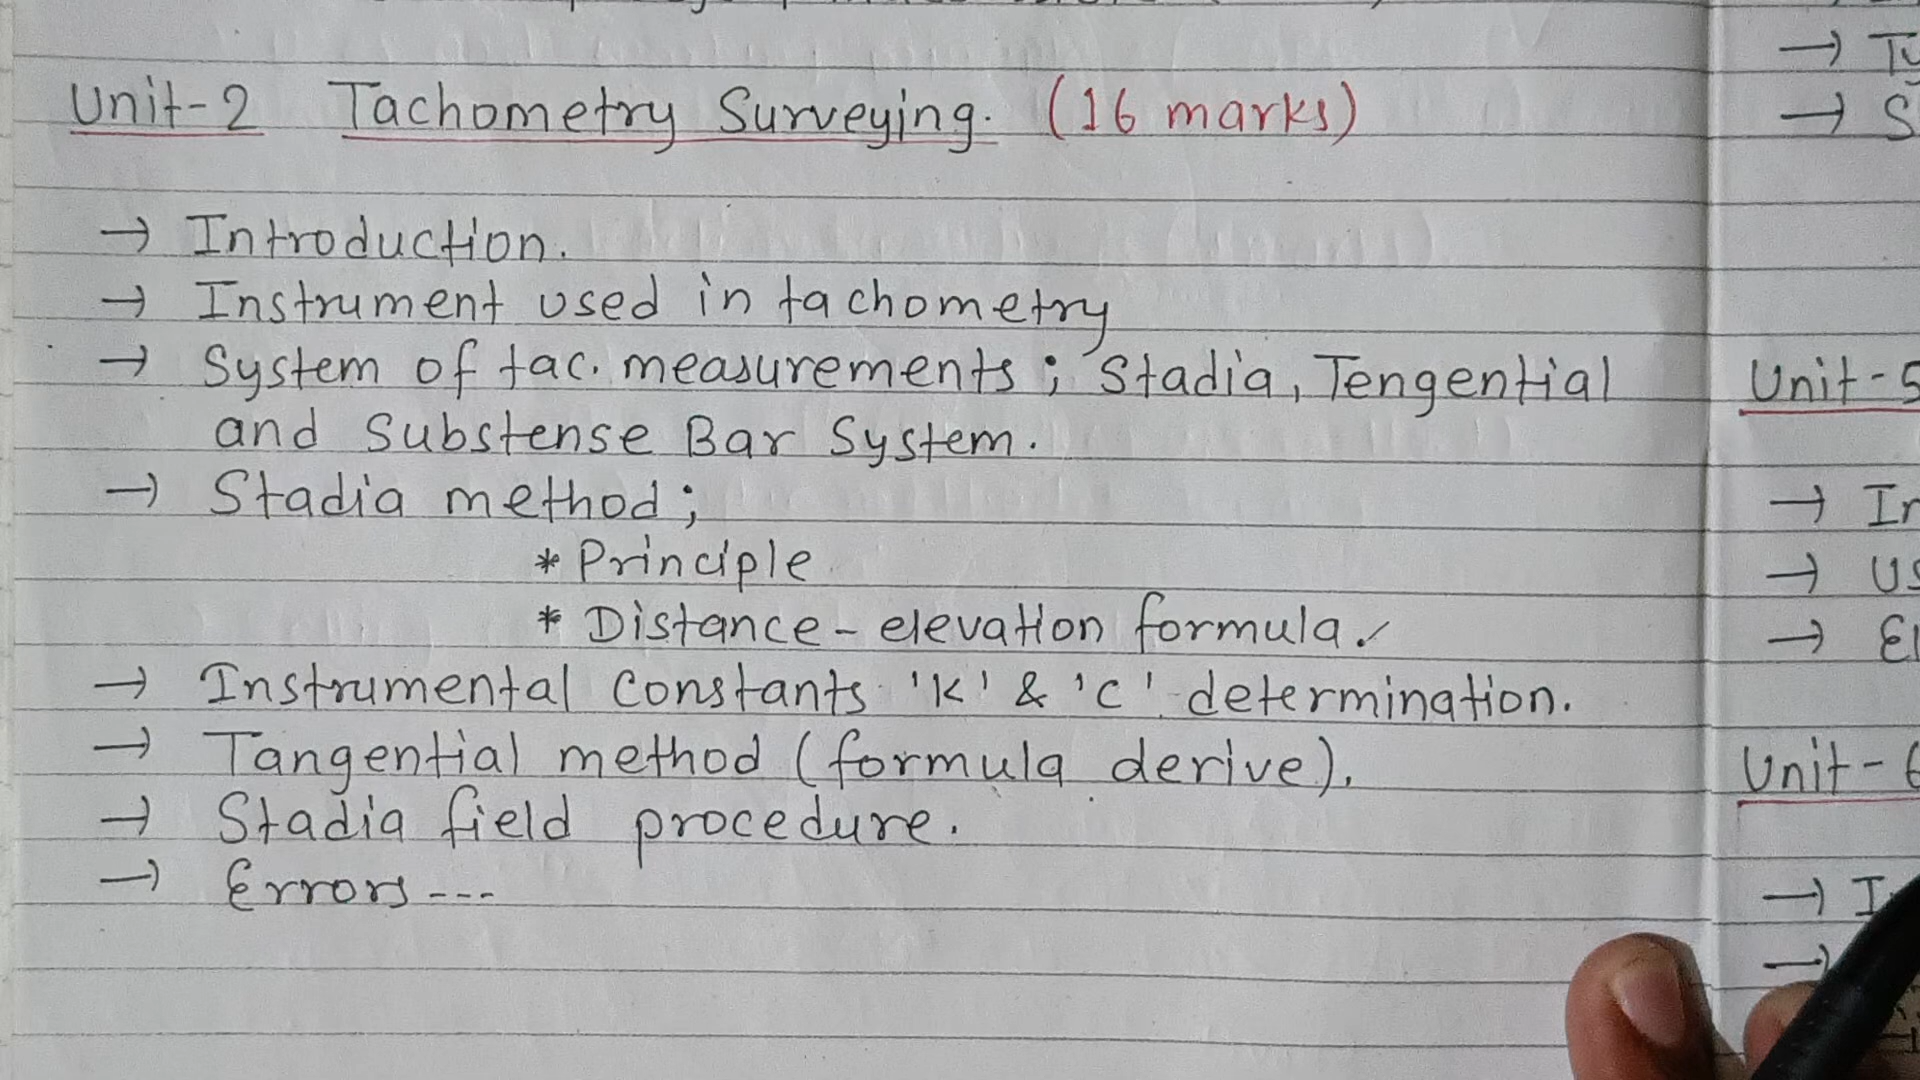 Unit-2 Tachometry Surveying. (16 marks)
→ Introduction.
→ Instrument used in tachometry
→ System of tac. measurements; Stadia, Tengential
and Substense Bar System.
→ Stadia method;
* Principle
* Distance - elevation formula.
→ Instrumental Constants 'K' & 'C' determination.
→ Tangential method (formula derive).
→ Stadia field procedure.
→ Errors ---
Unit-5
Unit-6